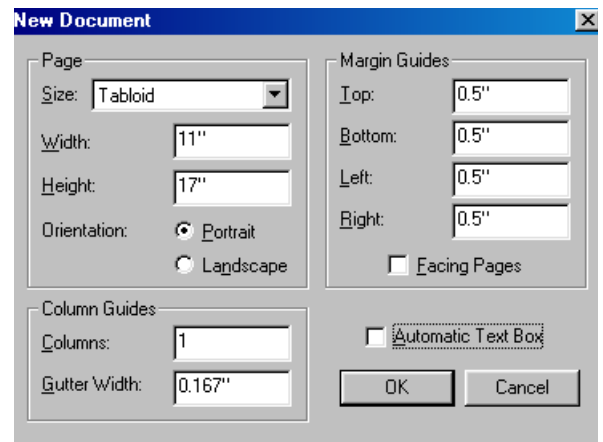 New Document
Page
Size: Tabloid
Width: 11"
Height: 17"
Orientation: Portrait
Landscape
Margin Guides
Top: 0.5"
Bottom: 0.5"
Left: 0.5"
Right: 0.5"
Facing Pages
Column Guides
Columns: 1
Gutter Width: 0.167"
Automatic Text Box
OK Cancel